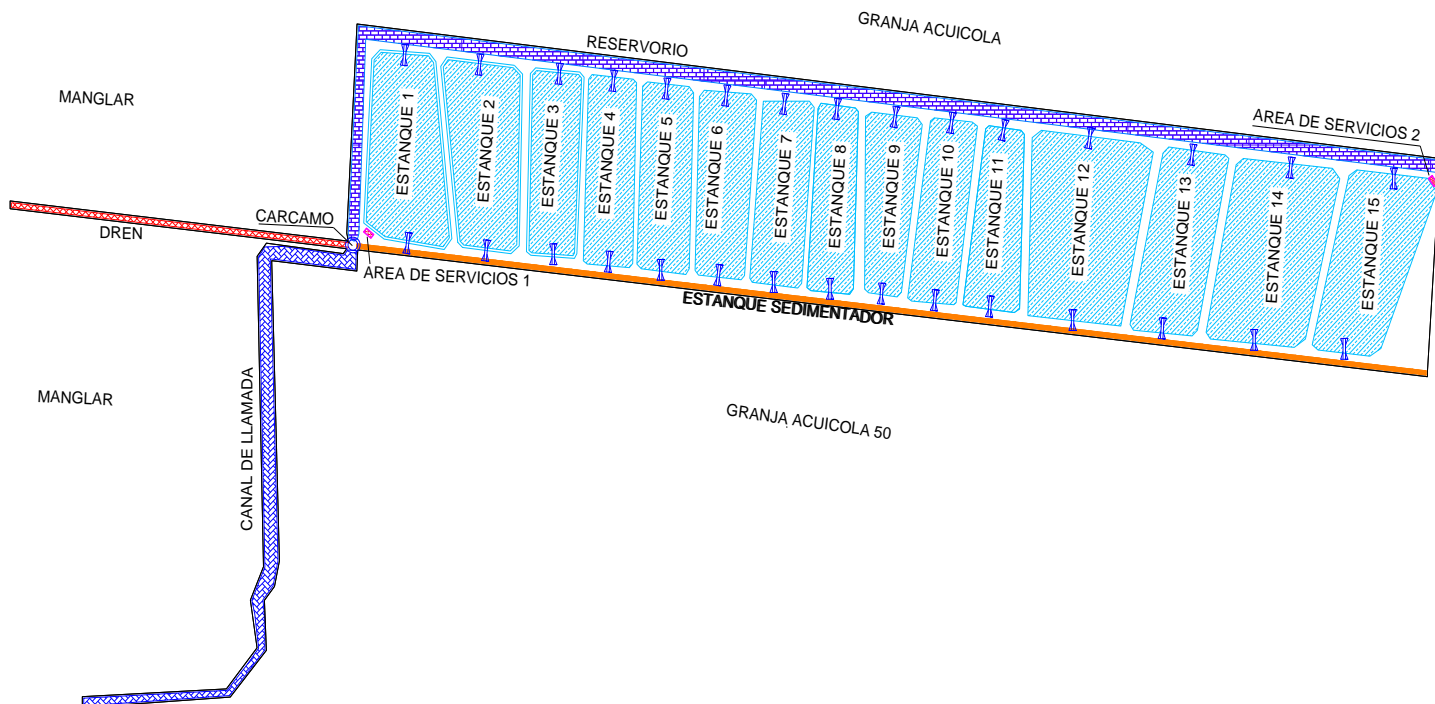 GRANJA ACUICOLA
RESERVORIO
MANGLAR
AREA DE SERVICIOS 2
ESTANQUE 1
ESTANQUE 2
ESTANQUE 3
ESTANQUE 4
ESTANQUE 5
ESTANQUE 6
ESTANQUE 7
ESTANQUE 8
ESTANQUE 9
ESTANQUE 10
ESTANQUE 11
ESTANQUE 12
ESTANQUE 13
ESTANQUE 14
ESTANQUE 15
CARCAMO
DREN
AREA DE SERVICIOS 1
ESTANQUE SEDIMENTADOR
MANGLAR
CANAL DE LLAMADA
GRANJA ACUICOLA 50